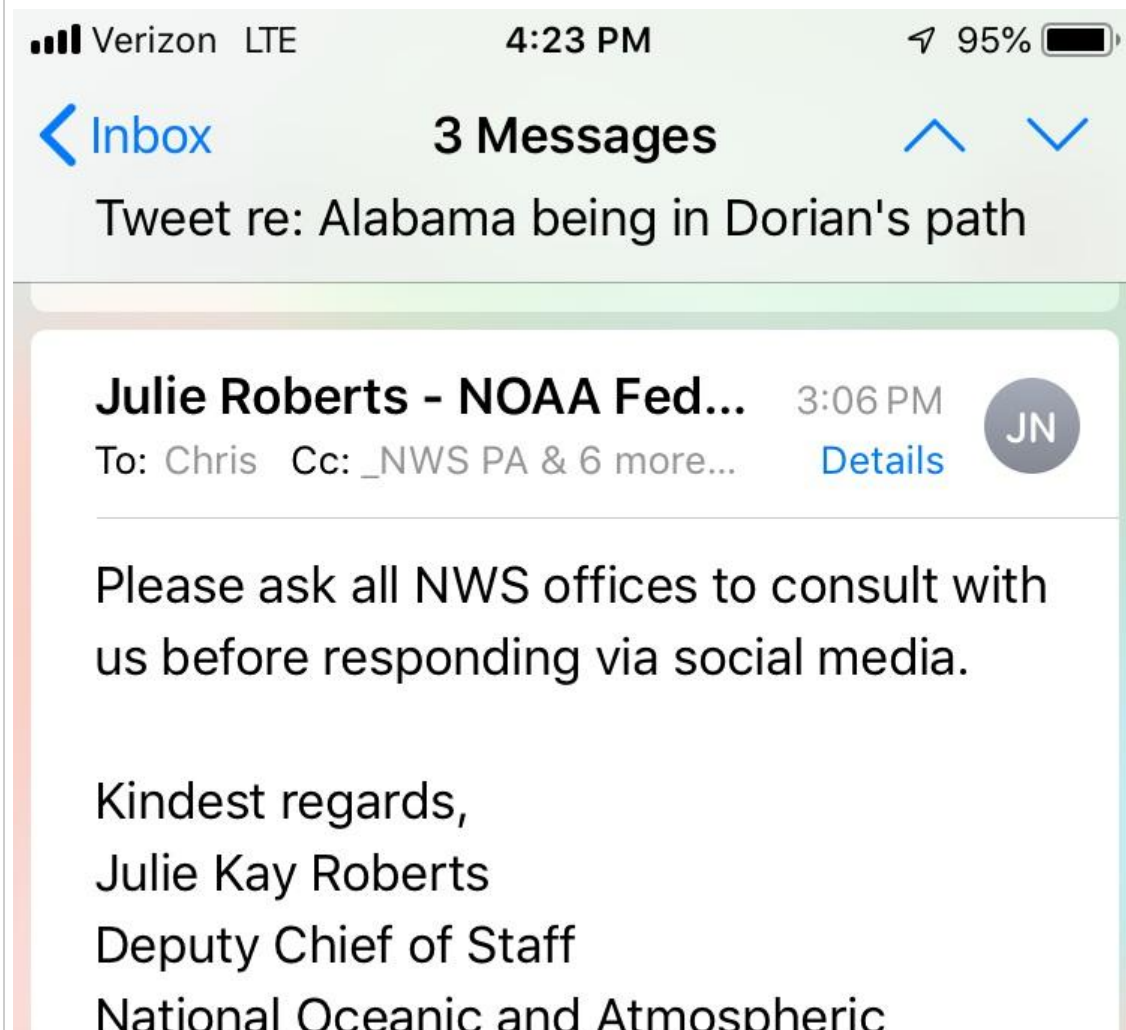 Verizon LTE 4:23 PM 95%
Inbox 3 Messages
Tweet re: Alabama being in Dorian's path
Julie Roberts - NOAA Fed... 3:06 PM
JN
To: Chris Cc: _NWS PA & 6 more... Details
Please ask all NWS offices to consult with
us before responding via social media.
Kindest regards,
Julie Kay Roberts
Deputy Chief of Staff
National Oceanic and Atmospheric